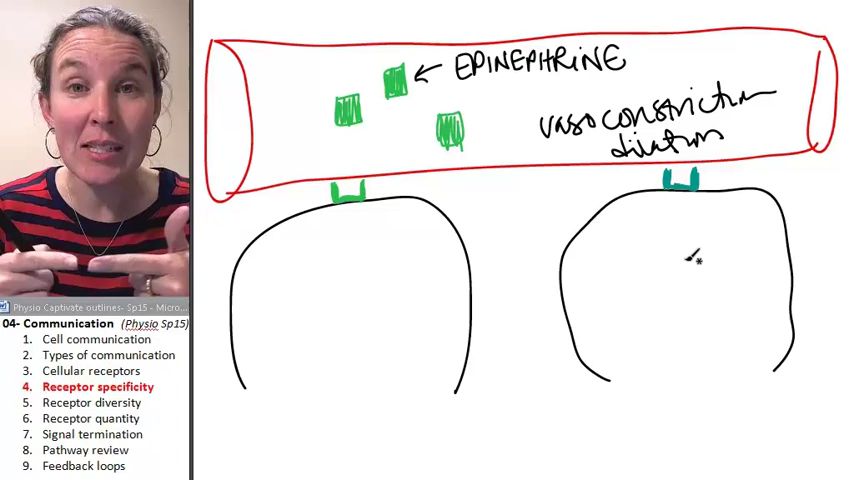 EPINEPHRINE
vasoconstriction
dilation
Physio Captivate outlines- Sp15 - Micro...
04- Communication (Physio Sp15)
1. Cell communication
2. Types of communication
3. Cellular receptors
4. Receptor specificity
5. Receptor diversity
6. Receptor quantity
7. Signal termination
8. Pathway review
9. Feedback loops